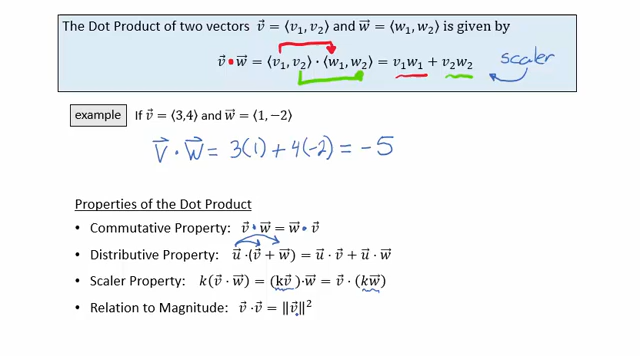 The Dot Product of two vectors v⃗ = ⟨v₁, v₂⟩ and w⃗ = ⟨w₁, w₂⟩ is given by
v⃗ • w⃗ = ⟨v₁, v₂⟩ · ⟨w₁, w₂⟩ = v₁w₁ + v₂w₂
scaler
example If v⃗ = ⟨3,4⟩ and w⃗ = ⟨1, −2⟩
v⃗ · w⃗ = 3(1) + 4(-2) = -5
Properties of the Dot Product
• Commutative Property: v⃗ • w⃗ = w⃗ • v⃗
• Distributive Property: u⃗ · (v⃗ + w⃗) = u⃗ · v⃗ + u⃗ · w⃗
• Scaler Property: k(v⃗ · w⃗) = (kv⃗) · w⃗ = v⃗ · (kw⃗)
• Relation to Magnitude: v⃗ · v⃗ = ‖v⃗‖²